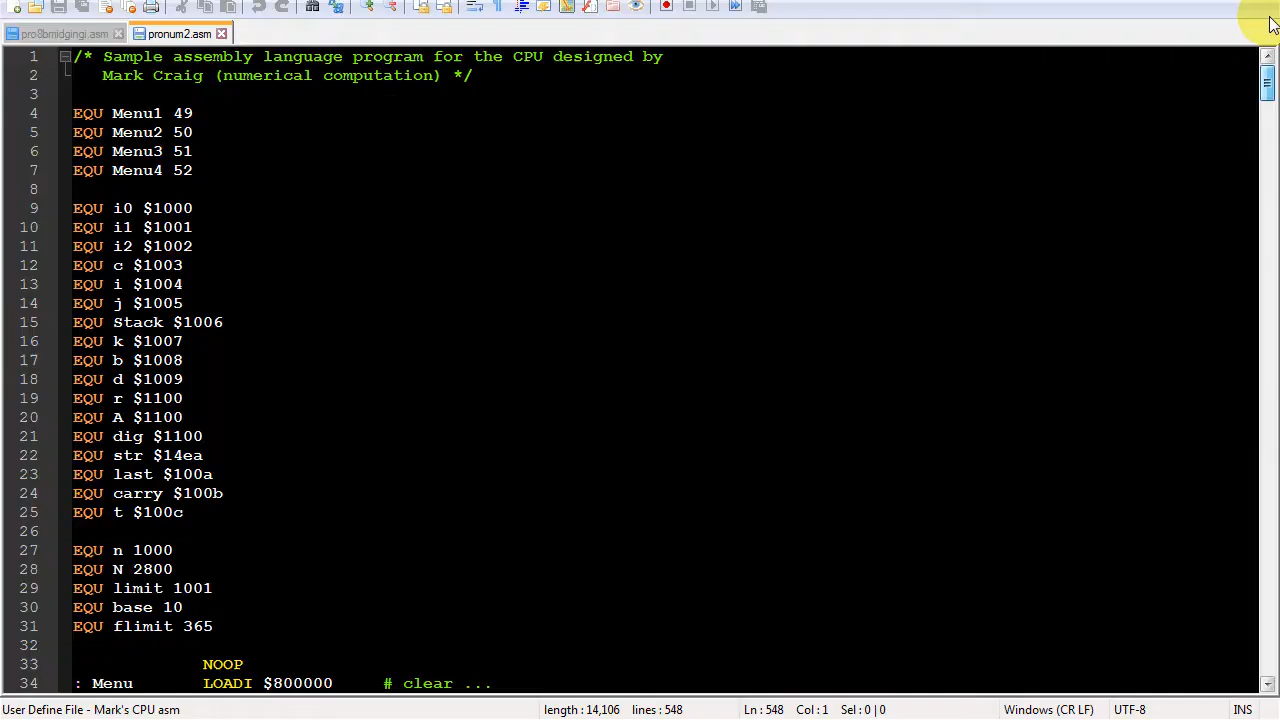 pro8bmidgingi.asm pronum2.asm
1 /* Sample assembly language program for the CPU designed by
2 Mark Craig (numerical computation) */
3
4 EQU Menu1 49
5 EQU Menu2 50
6 EQU Menu3 51
7 EQU Menu4 52
8
9 EQU i0 $1000
10 EQU i1 $1001
11 EQU i2 $1002
12 EQU c $1003
13 EQU i $1004
14 EQU j $1005
15 EQU Stack $1006
16 EQU k $1007
17 EQU b $1008
18 EQU d $1009
19 EQU r $1100
20 EQU A $1100
21 EQU dig $1100
22 EQU str $14ea
23 EQU last $100a
24 EQU carry $100b
25 EQU t $100c
26
27 EQU n 1000
28 EQU N 2800
29 EQU limit 1001
30 EQU base 10
31 EQU flimit 365
32
33 NOOP
34 : Menu LOADI $800000 # clear ...
User Define File - Mark's CPU asm length : 14,106 lines : 548 Ln : 548 Col : 1 Sel : 0 | 0 Windows (CR LF) UTF-8 INS